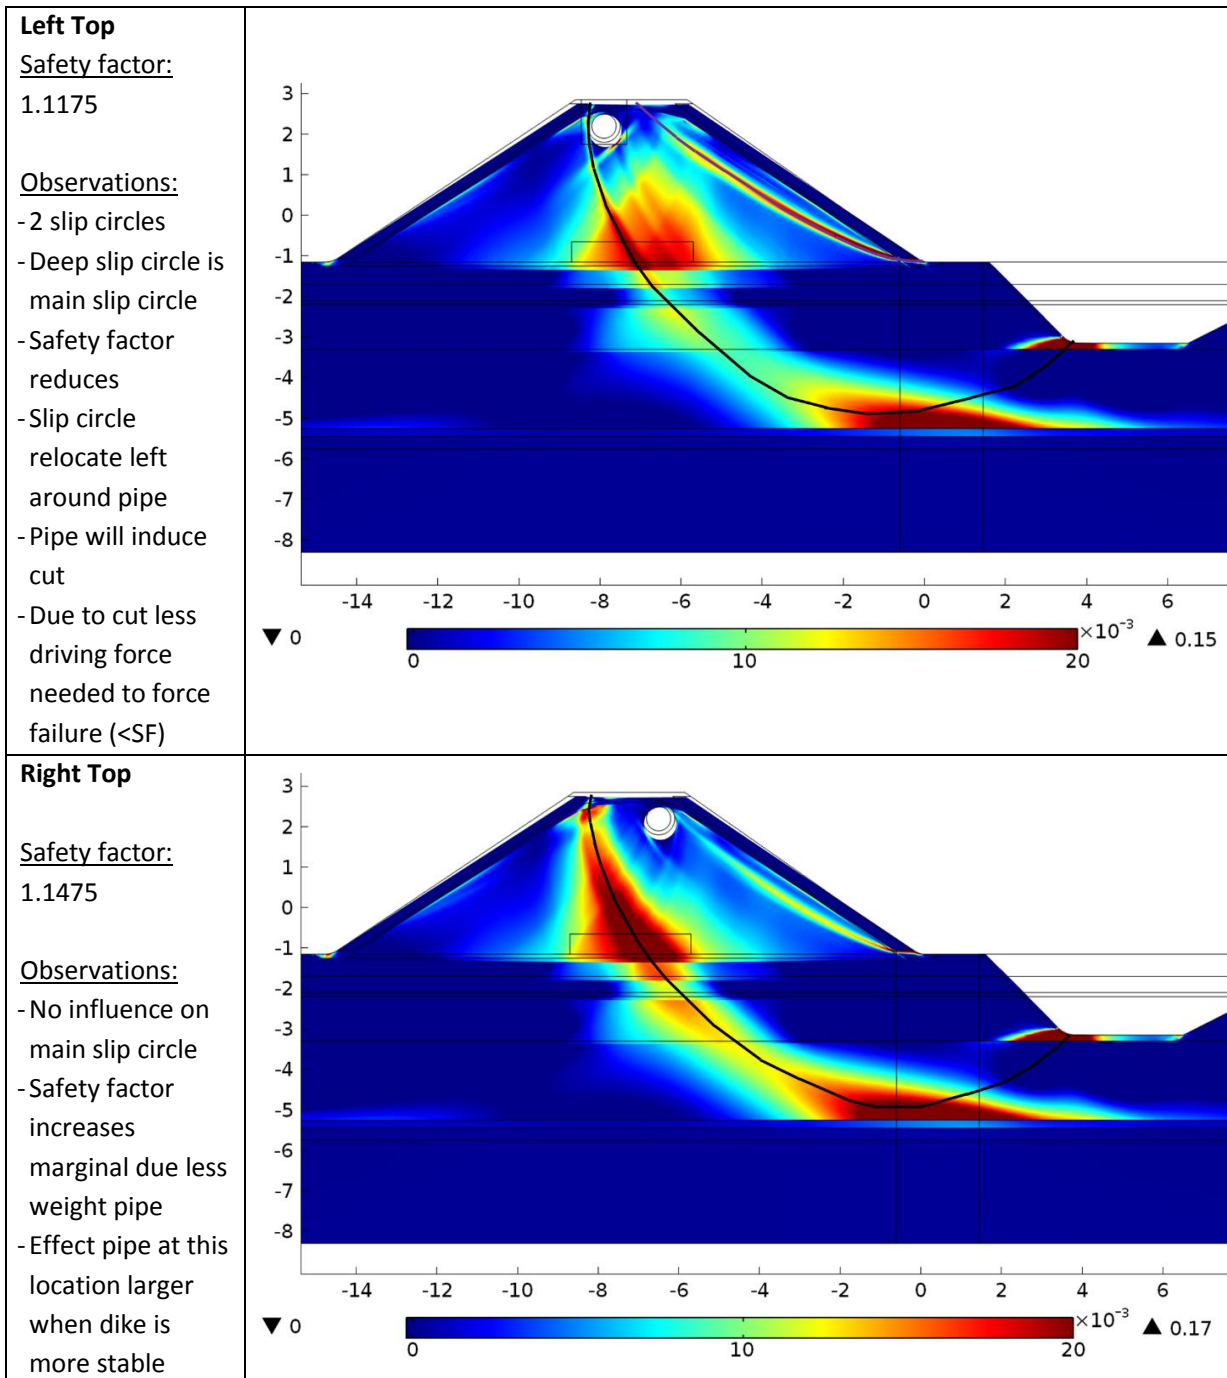 Left Top
Safety factor:
1.1175
Observations:
- 2 slip circles
- Deep slip circle is
main slip circle
- Safety factor
reduces
- Slip circle
relocate left
around pipe
- Pipe will induce
cut
- Due to cut less
driving force
needed to force
failure (<SF)
3
2
1
0
-1
-2
-3
-4
-5
-6
-7
-8
-14 -12 -10 -8 -6 -4 -2 0 2 4 6
▼ 0 ×10⁻³ ▲ 0.15
0 10 20
Right Top
Safety factor:
1.1475
Observations:
- No influence on
main slip circle
- Safety factor
increases
marginal due less
weight pipe
- Effect pipe at this
location larger
when dike is
more stable
3
2
1
0
-1
-2
-3
-4
-5
-6
-7
-8
-14 -12 -10 -8 -6 -4 -2 0 2 4 6
▼ 0 ×10⁻³ ▲ 0.17
0 10 20